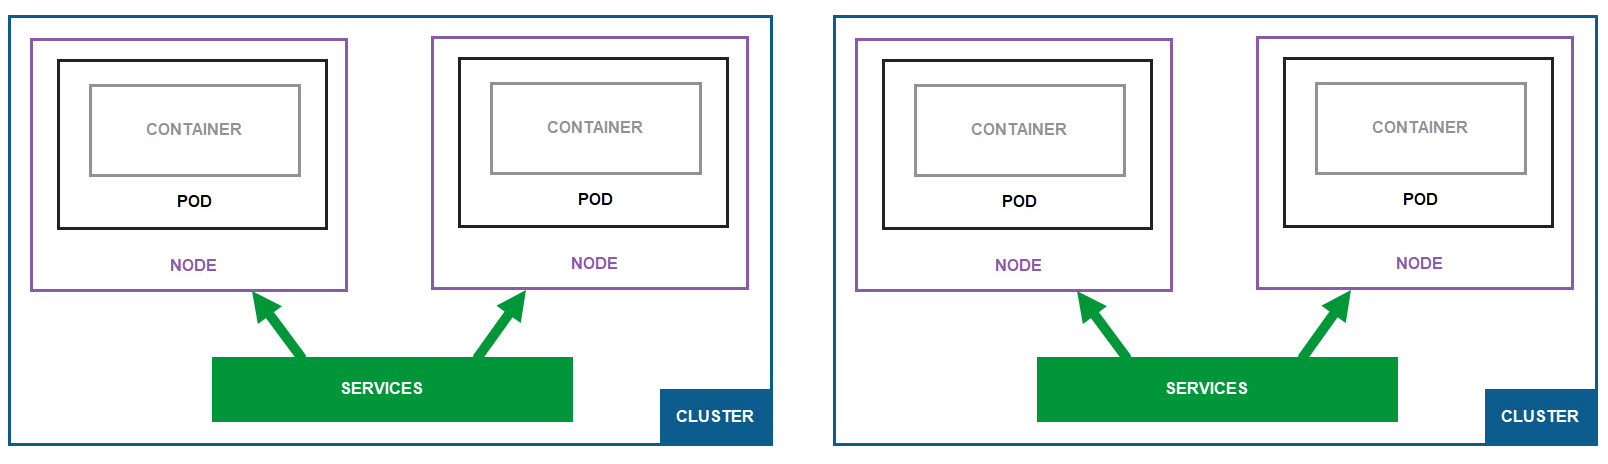 CONTAINER
POD
NODE
CONTAINER
POD
NODE
SERVICES
CLUSTER
CONTAINER
POD
NODE
CONTAINER
POD
NODE
SERVICES
CLUSTER